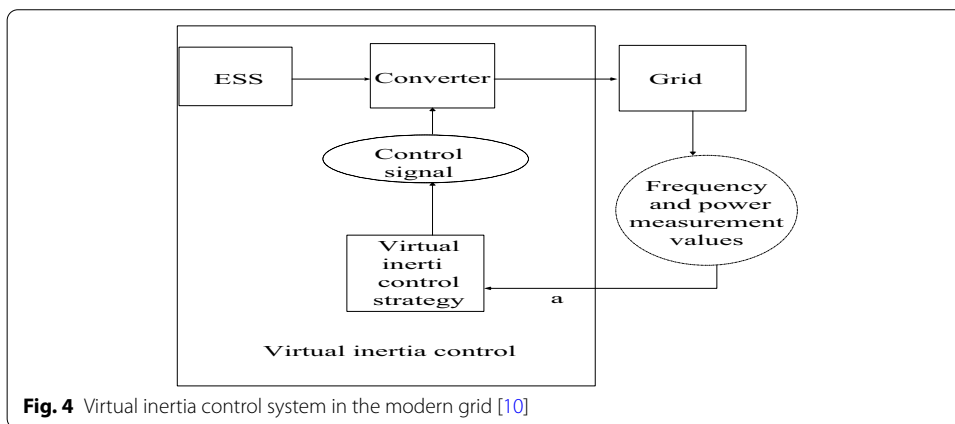 ESS
Converter
Grid
Control
signal
Frequency
and power
measurement
values
Virtual
inerti
control
strategy
a
Virtual inertia control
Fig. 4 Virtual inertia control system in the modern grid [10]